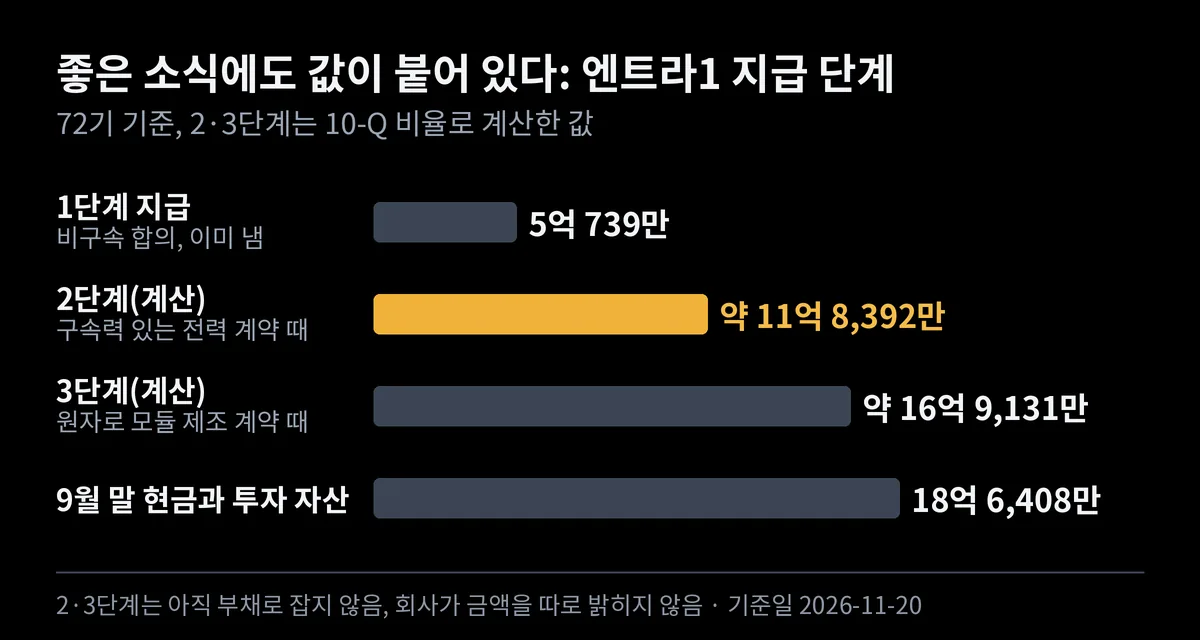 좋은 소식에도 값이 붙어 있다: 엔트라1 지급 단계
72기 기준, 2·3단계는 10-Q 비율로 계산한 값
1단계 지급
비구속 합의, 이미 냄
5억 739만
2단계(계산)
구속력 있는 전력 계약 때
약 11억 8,392만
3단계(계산)
원자로 모듈 제조 계약 때
약 16억 9,131만
9월 말 현금과 투자 자산
18억 6,408만
2·3단계는 아직 부채로 잡지 않음, 회사가 금액을 따로 밝히지 않음 · 기준일 2026-11-20